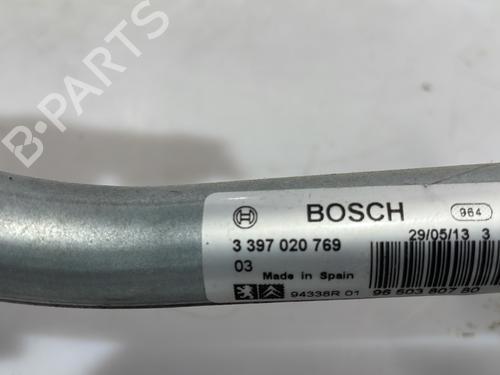 BOSCH
964
3 397 020 769
29/05/13 3
03
Made in Spain
94338R 01
96 503 807 80
B-PARTS